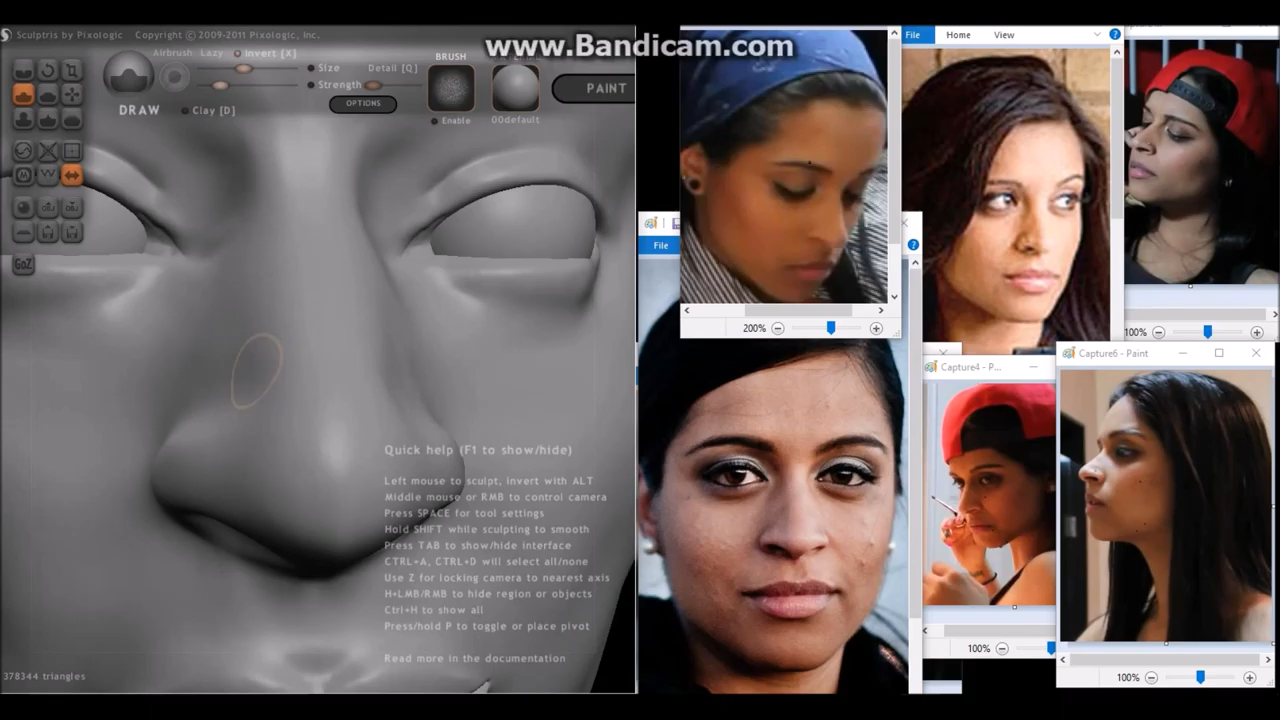 Sculptris by Pixologic Copyright © 2009-2011 Pixologic, Inc.
www.Bandicam.com
Airbrush Lazy Invert [X]
Size
Detail [Q]
Strength
OPTIONS
DRAW
Clay [D]
BRUSH
Enable
00default
PAINT
GoZ
Quick help (F1 to show/hide)
Left mouse to sculpt, invert with ALT
Middle mouse or RMB to control camera
Press SPACE for tool settings
Hold SHIFT while sculpting to smooth
Press TAB to show/hide interface
CTRL+A, CTRL+D will select all/none
Use Z for locking camera to nearest axis
H+LMB/RMB to hide region or objects
Ctrl+H to show all
Press/hold P to toggle or place pivot
Read more in the documentation
378344 triangles
File
200%
File Home View
100%
Capture4 - P...
100%
Capture6 - Paint
100%